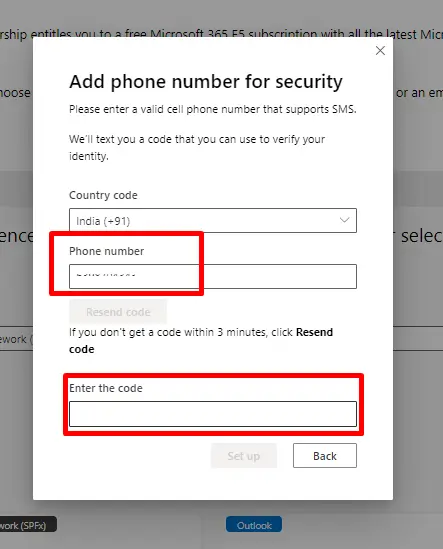 rship entitles you to a free Microsoft 365 E5 subscription with all the latest Micr
hoose
or an em
Add phone number for security
Please enter a valid cell phone number that supports SMS.
We'll text you a code that you can use to verify your
identity.
Country code
India (+91)
ence
r selec
Phone number
Resend code
If you don't get a code within 3 minutes, click Resend
code
ework (
Enter the code
Set up
Back
work (SPFx)
Outlook